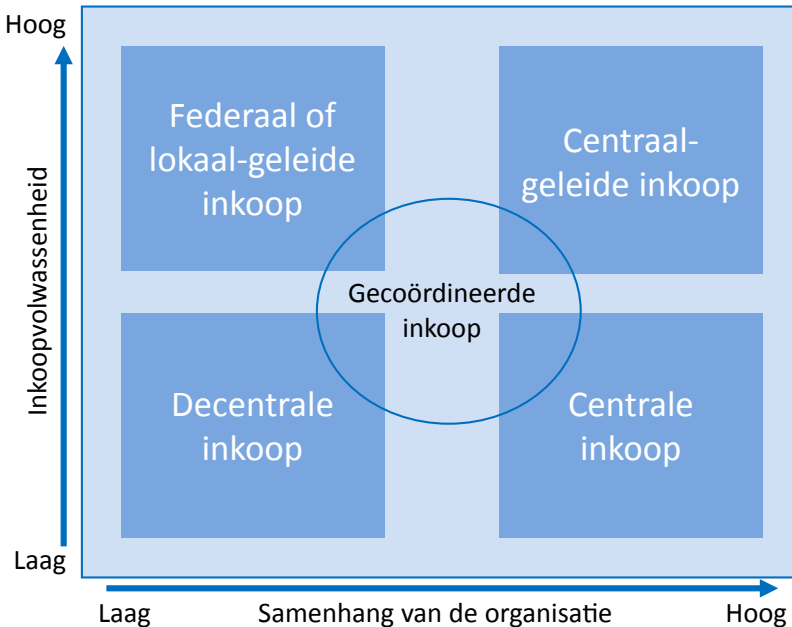 Hoog
Federaal of
lokaal-geleide
inkoop
Centraal-
geleide inkoop
Inkoopvolwassenheid
Gecoördineerde
inkoop
Decentrale
inkoop
Centrale
inkoop
Laag
Laag
Samenhang van de organisatie
Hoog